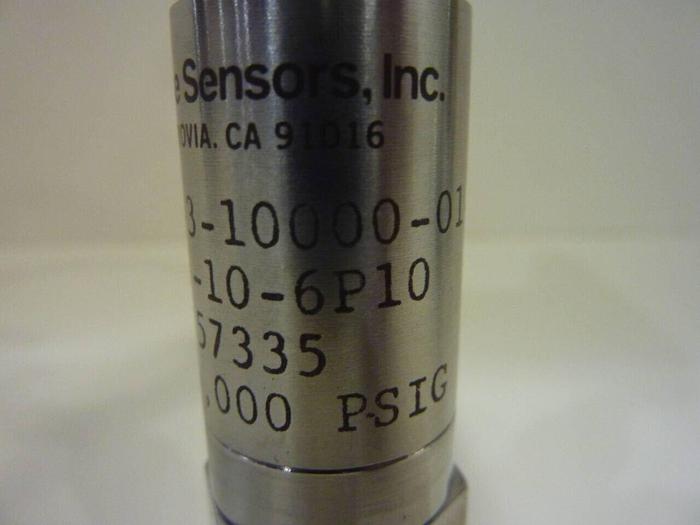 e Sensors, Inc.
OVIA. CA 91016
3-10000-01
-10-6P10
57335
,000 PSIG